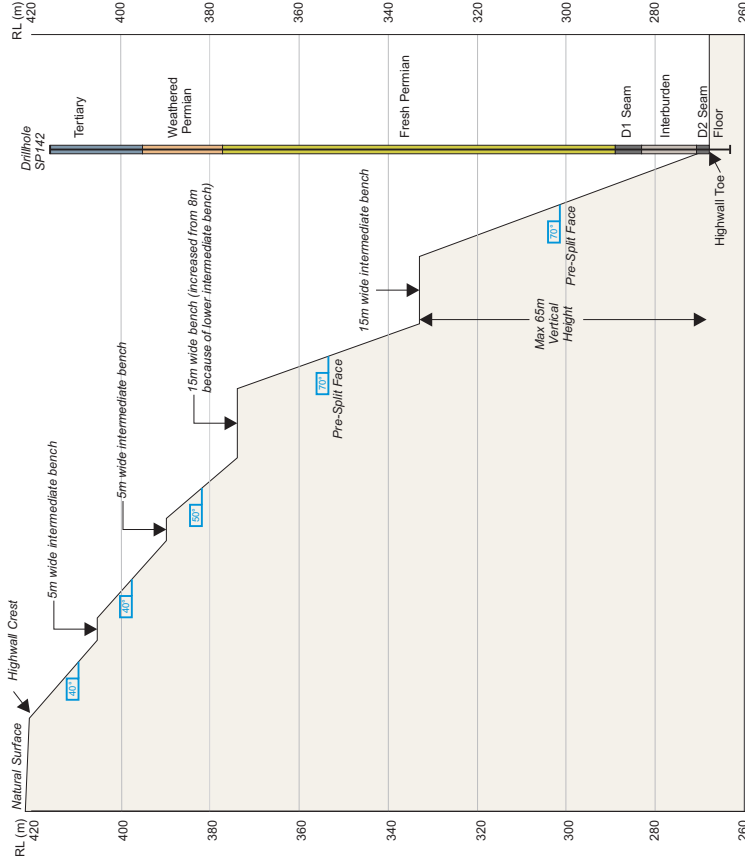 RL (m)
420
400
380
360
340
320
300
280
260
Drillhole
SP142
Tertiary
Weathered
Permian
Fresh Permian
D1 Seam
Interburden
D2 Seam
Floor
Natural Surface
Highwall Crest
5m wide intermediate bench
5m wide intermediate bench
15m wide bench (increased from 8m
because of lower intermediate bench)
15m wide intermediate bench
40°
40°
50°
70°
Pre-Split Face
70°
Pre-Split Face
Max 65m
Vertical
Height
Highwall Toe
RL (m)
420
400
380
360
340
320
300
280
260